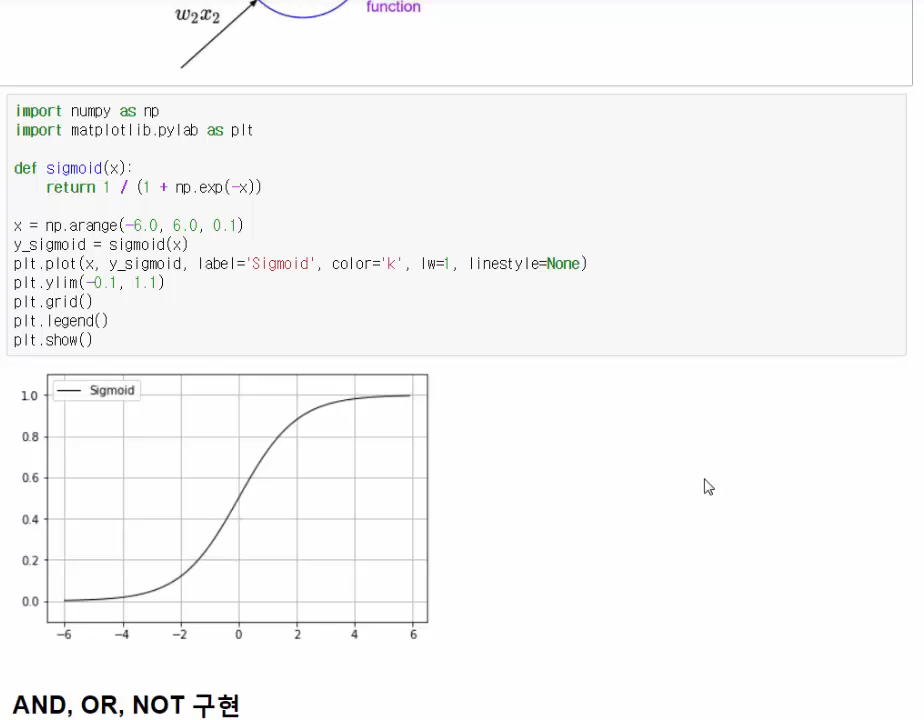 function
w₂x₂
import numpy as np
import matplotlib.pylab as plt
def sigmoid(x):
    return 1 / (1 + np.exp(-x))
x = np.arange(-6.0, 6.0, 0.1)
y_sigmoid = sigmoid(x)
plt.plot(x, y_sigmoid, label='Sigmoid', color='k', lw=1, linestyle=None)
plt.ylim(-0.1, 1.1)
plt.grid()
plt.legend()
plt.show()
Sigmoid
1.0
0.8
0.6
0.4
0.2
0.0
−6 −4 −2 0 2 4 6
AND, OR, NOT 구현